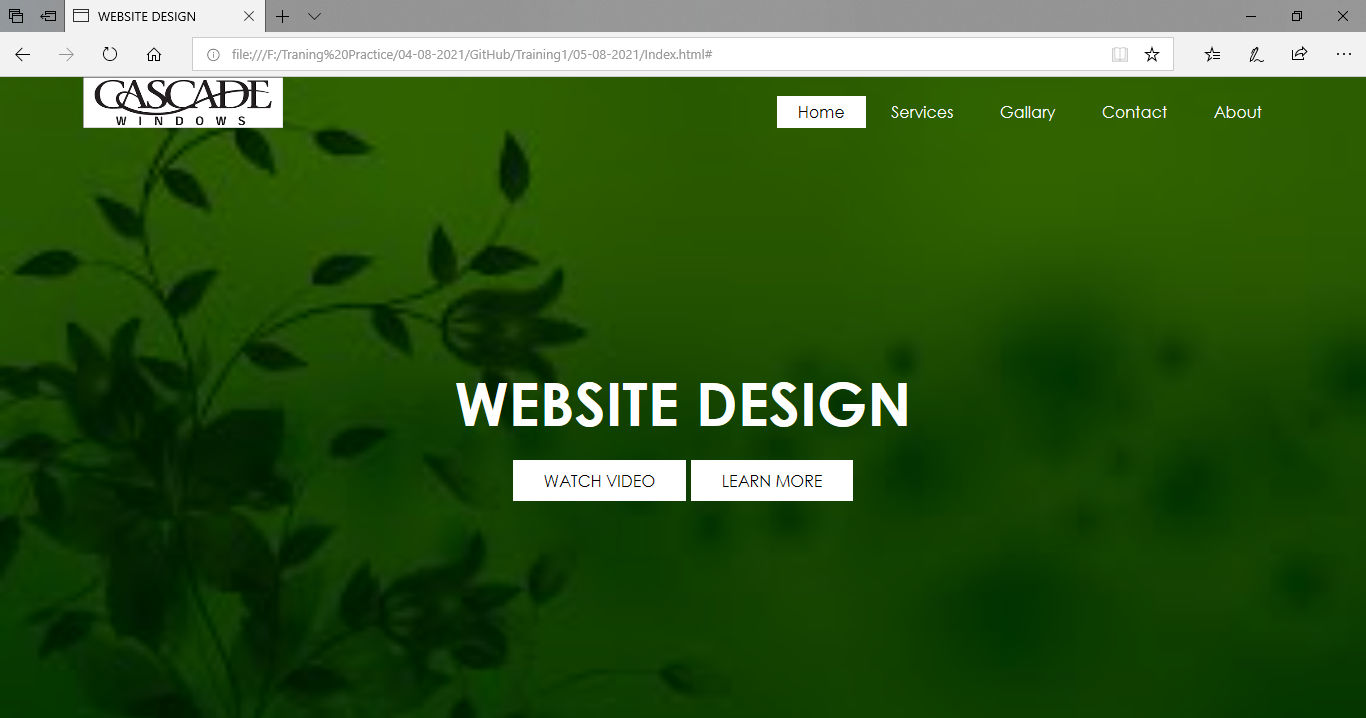 WEBSITE DESIGN
file:///F:/Traning%20Practice/04-08-2021/GitHub/Training1/05-08-2021/Index.html#
CASCADE
WINDOWS
Home Services Gallary Contact About
WEBSITE DESIGN
WATCH VIDEO LEARN MORE